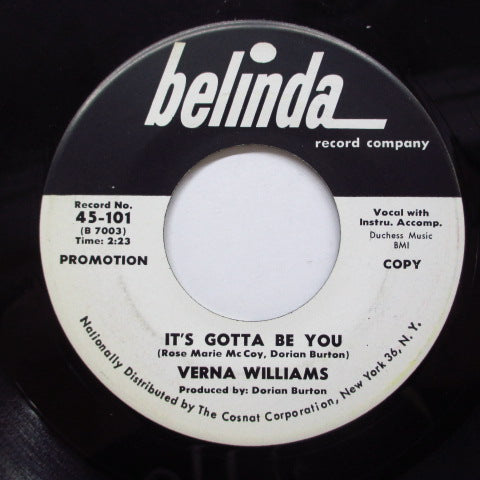 belinda
record company
Record No.
45-101
(B 7003)
Time: 2:23
PROMOTION
Vocal with
Instru. Accomp.
Duchess Music
BMI
COPY
IT'S GOTTA BE YOU
(Rose Marie Mc Coy, Dorian Burton)
VERNA WILLIAMS
Produced by: Dorian Burton
Nationally Distributed by The Cosnat Corporation, New York 36, N. Y.